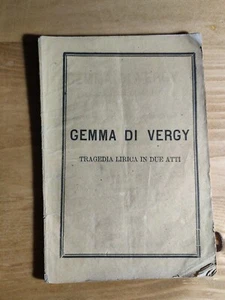 GEMMA DI VERGY
TRAGEDIA LIRICA IN DUE ATTI